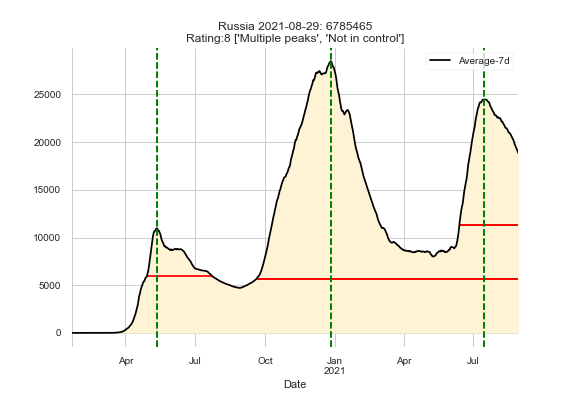 Russia 2021-08-29: 6785465
Rating:8 ['Multiple peaks', 'Not in control']
Average-7d
25000
20000
15000
10000
5000
0
Apr
Jul
Oct
Jan
2021
Apr
Jul
Date